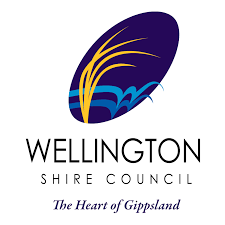 WELLINGTON
SHIRE COUNCIL
The Heart of Gippsland